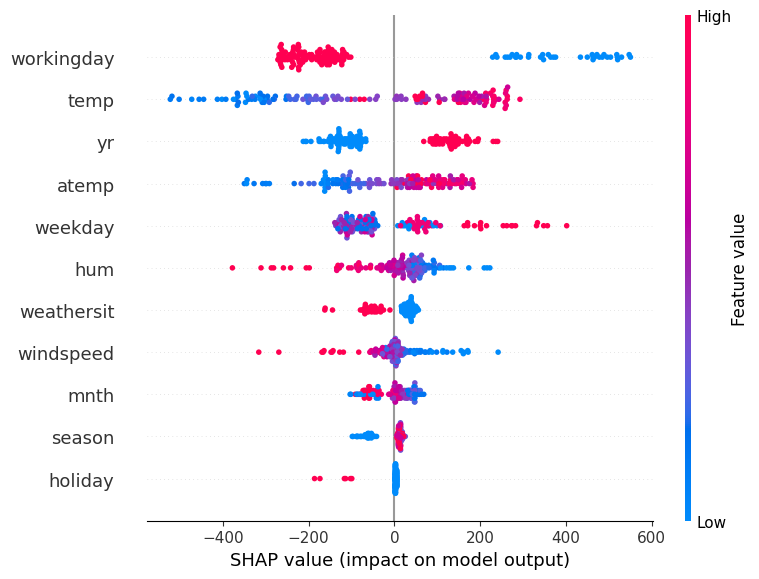 High
workingday
temp
yr
atemp
weekday
hum
weathersit
windspeed
mnth
season
holiday
Feature value
Low
−400 −200 0 200 400 600
SHAP value (impact on model output)